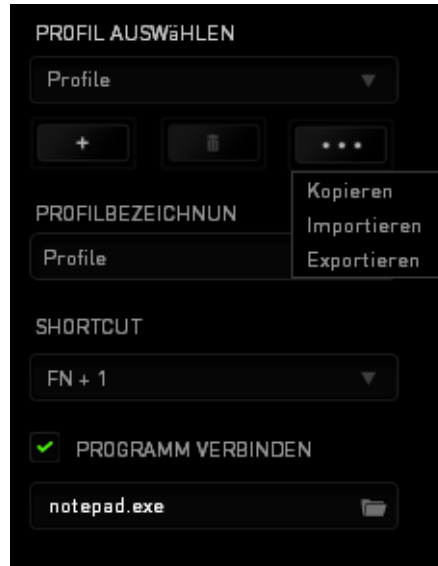 PROFIL AUSWäHLEN
Profile
+
Kopieren
PROFILBEZEICHNUN
Importieren
Profile
Exportieren
SHORTCUT
FN + 1
PROGRAMM VERBINDEN
notepad.exe